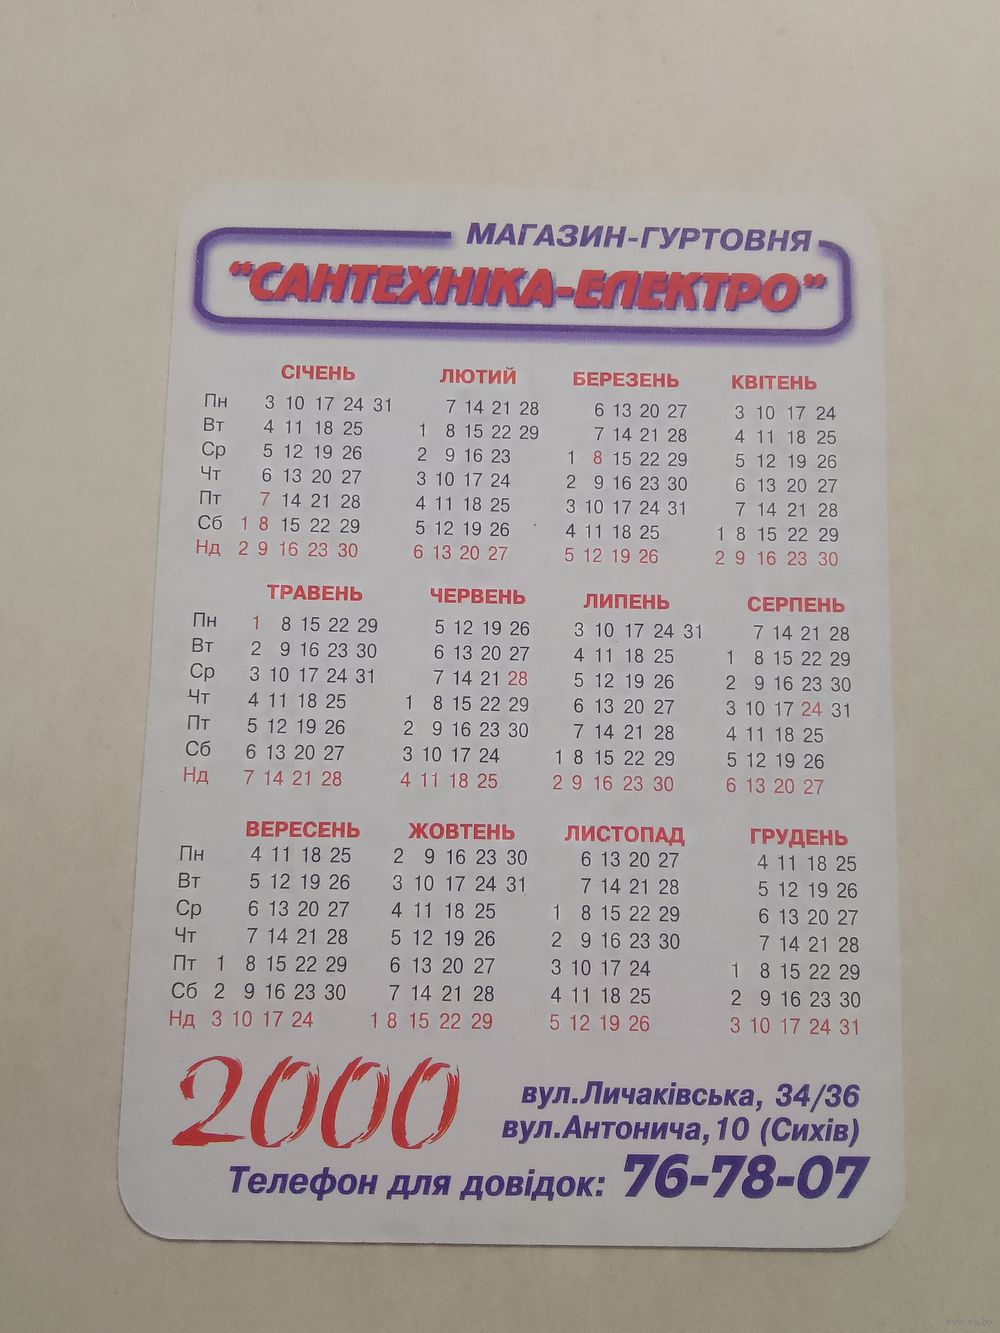 МАГАЗИН-ГУРТОВНЯ
“САНТЕХНІКА-ЕЛЕКТРО”
СІЧЕНЬ ЛЮТИЙ БЕРЕЗЕНЬ КВІТЕНЬ
Пн 3 10 17 24 31 7 14 21 28 6 13 20 27 3 10 17 24
Вт 4 11 18 25 1 8 15 22 29 7 14 21 28 4 11 18 25
Ср 5 12 19 26 2 9 16 23 1 8 15 22 29 5 12 19 26
Чт 6 13 20 27 3 10 17 24 2 9 16 23 30 6 13 20 27
Пт 7 14 21 28 4 11 18 25 3 10 17 24 31 7 14 21 28
Сб 1 8 15 22 29 5 12 19 26 4 11 18 25 1 8 15 22 29
Нд 2 9 16 23 30 6 13 20 27 5 12 19 26 2 9 16 23 30
ТРАВЕНЬ ЧЕРВЕНЬ ЛИПЕНЬ СЕРПЕНЬ
Пн 1 8 15 22 29 5 12 19 26 3 10 17 24 31 7 14 21 28
Вт 2 9 16 23 30 6 13 20 27 4 11 18 25 1 8 15 22 29
Ср 3 10 17 24 31 7 14 21 28 5 12 19 26 2 9 16 23 30
Чт 4 11 18 25 1 8 15 22 29 6 13 20 27 3 10 17 24 31
Пт 5 12 19 26 2 9 16 23 30 7 14 21 28 4 11 18 25
Сб 6 13 20 27 3 10 17 24 1 8 15 22 29 5 12 19 26
Нд 7 14 21 28 4 11 18 25 2 9 16 23 30 6 13 20 27
ВЕРЕСЕНЬ ЖОВТЕНЬ ЛИСТОПАД ГРУДЕНЬ
Пн 4 11 18 25 2 9 16 23 30 6 13 20 27 4 11 18 25
Вт 5 12 19 26 3 10 17 24 31 7 14 21 28 5 12 19 26
Ср 6 13 20 27 4 11 18 25 1 8 15 22 29 6 13 20 27
Чт 7 14 21 28 5 12 19 26 2 9 16 23 30 7 14 21 28
Пт 1 8 15 22 29 6 13 20 27 3 10 17 24 1 8 15 22 29
Сб 2 9 16 23 30 7 14 21 28 4 11 18 25 2 9 16 23 30
Нд 3 10 17 24 1 8 15 22 29 5 12 19 26 3 10 17 24 31
2000
вул.Личаківська, 34/36
вул.Антонича,10 (Сихів)
Телефон для довідок: 76-78-07
www.ay.by